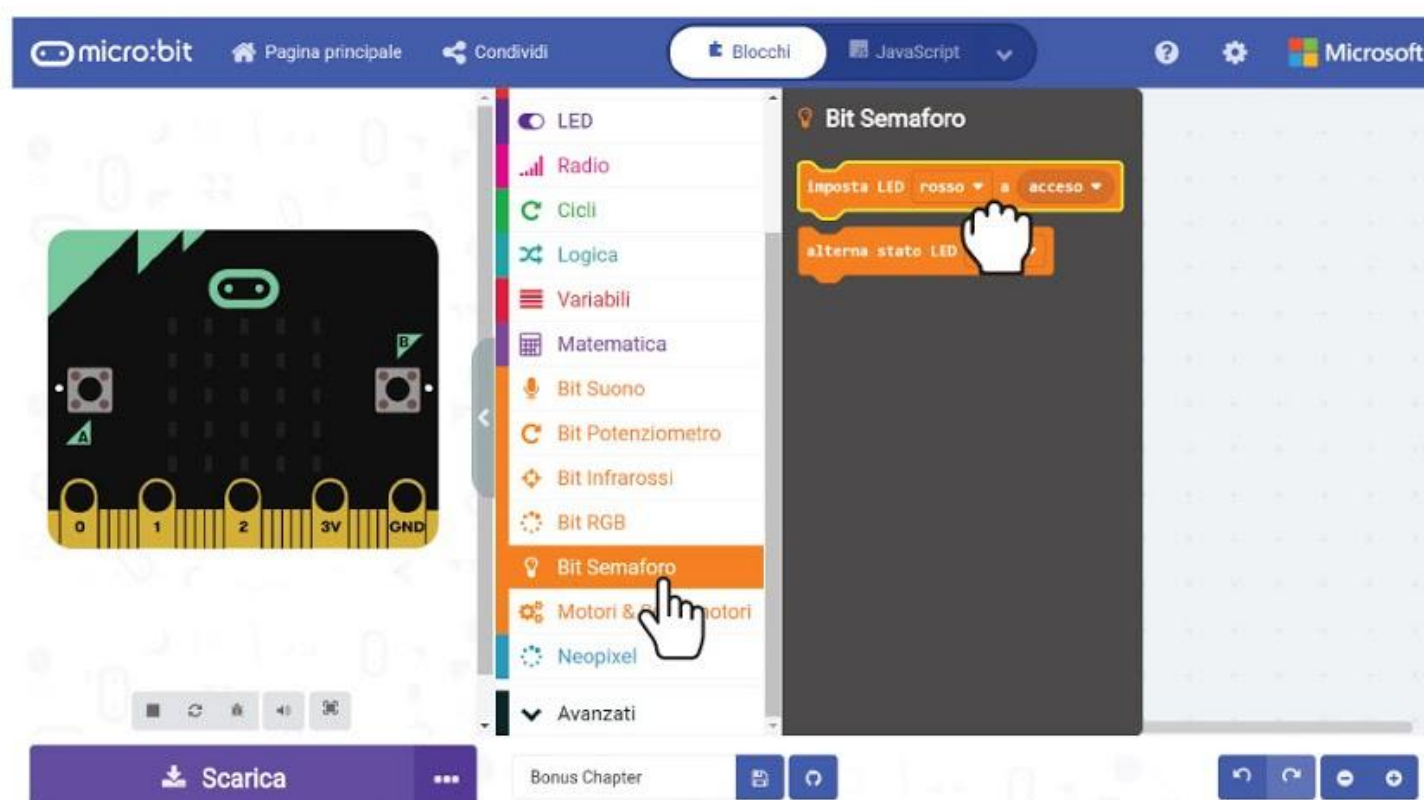 micro:bit Pagina principale Condividi Blocchi JavaScript Microsoft
B
A
0 1 2 3V GND
LED
Radio
Cicli
Logica
Variabili
Matematica
Bit Suono
Bit Potenziometro
Bit Infrarossi
Bit RGB
Bit Semaforo
Motori &
Neopixel
Avanzati
Bit Semaforo
imposta LED rosso a acceso
alterna stato LED
Scarica
Bonus Chapter